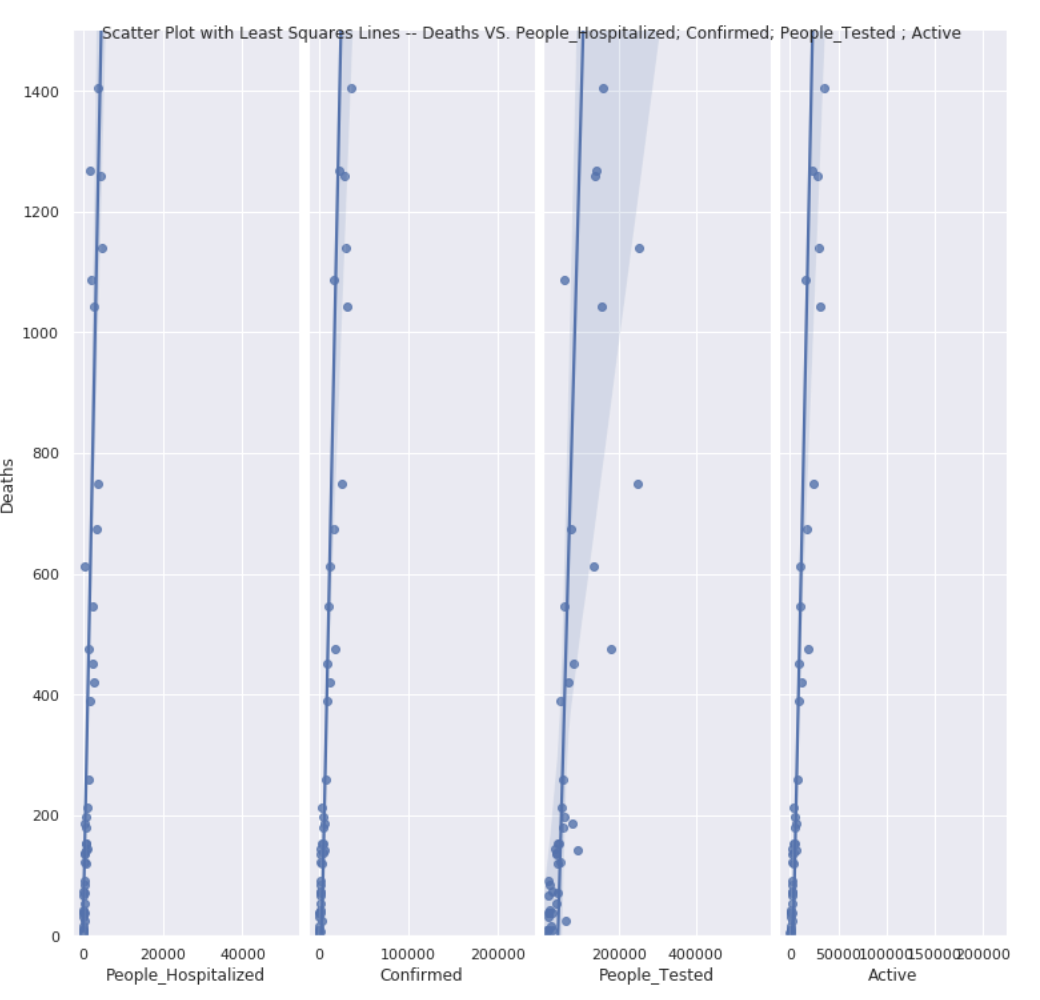 Scatter Plot with Least Squares Lines -- Deaths VS. People_Hospitalized; Confirmed; People_Tested ; Active
1400
1200
1000
800
600
400
200
0
Deaths
0 20000 40000
People_Hospitalized
0 100000 200000
Confirmed
200000 400000
People_Tested
0 50000 100000 150000 200000
Active